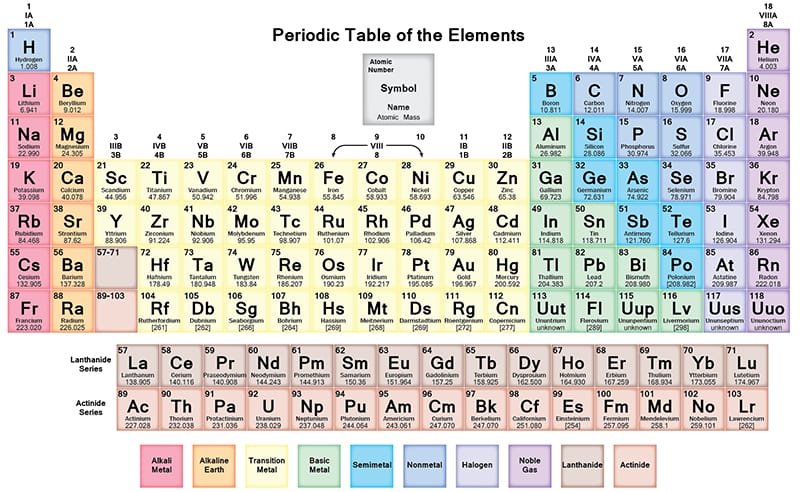 1 18
IA VIIIA
1A 8A
Periodic Table of the Elements
1 2
H He
Hydrogen Helium
1.008 4.003
2 13 14 15 16 17
IIA IIIA IVA VA VIA VIIA
2A 3A 4A 5A 6A 7A
Atomic
Number
Symbol
Name
Atomic Mass
3 4 5 6 7 8 9 10
Li Be B C N O F Ne
Lithium Beryllium Boron Carbon Nitrogen Oxygen Fluorine Neon
6.941 9.012 10.811 12.011 14.007 15.999 18.998 20.180
11 12 13 14 15 16 17 18
Na Mg Al Si P S Cl Ar
Sodium Magnesium Aluminum Silicon Phosphorus Sulfur Chlorine Argon
22.990 24.305 26.982 28.086 30.974 32.066 35.453 39.948
3 4 5 6 7 8 9 10 11 12
IIIB IVB VB VIB VIIB VIII IB IIB
3B 4B 5B 6B 7B 8 1B 2B
19 20 21 22 23 24 25 26 27 28 29 30 31 32 33 34 35 36
K Ca Sc Ti V Cr Mn Fe Co Ni Cu Zn Ga Ge As Se Br Kr
Potassium Calcium Scandium Titanium Vanadium Chromium Manganese Iron Cobalt Nickel Copper Zinc Gallium Germanium Arsenic Selenium Bromine Krypton
39.098 40.078 44.956 47.867 50.942 51.996 54.938 55.845 58.933 58.693 63.546 65.38 69.723 72.631 74.922 78.971 79.904 84.798
37 38 39 40 41 42 43 44 45 46 47 48 49 50 51 52 53 54
Rb Sr Y Zr Nb Mo Tc Ru Rh Pd Ag Cd In Sn Sb Te I Xe
Rubidium Strontium Yttrium Zirconium Niobium Molybdenum Technetium Ruthenium Rhodium Palladium Silver Cadmium Indium Tin Antimony Tellurium Iodine Xenon
84.468 87.62 88.906 91.224 92.906 95.95 98.907 101.07 102.906 106.42 107.868 112.411 114.818 118.711 121.760 127.6 126.904 131.294
55 56 57-71 72 73 74 75 76 77 78 79 80 81 82 83 84 85 86
Cs Ba Hf Ta W Re Os Ir Pt Au Hg Tl Pb Bi Po At Rn
Cesium Barium Hafnium Tantalum Tungsten Rhenium Osmium Iridium Platinum Gold Mercury Thallium Lead Bismuth Polonium Astatine Radon
132.905 137.328 178.49 180.948 183.84 186.207 190.23 192.217 195.085 196.967 200.592 204.383 207.2 208.980 [208.982] 209.987 222.018
87 88 89-103 104 105 106 107 108 109 110 111 112 113 114 115 116 117 118
Fr Ra Rf Db Sg Bh Hs Mt Ds Rg Cn Uut Fl Uup Lv Uus Uuo
Francium Radium Rutherfordium Dubnium Seaborgium Bohrium Hassium Meitnerium Darmstadtium Roentgenium Copernicium Ununtrium Flerovium Ununpentium Livermorium Ununseptium Ununoctium
223.020 226.025 [261] [262] [266] [264] [269] [268] [269] [272] [277] unknown [289] unknown [298] unknown unknown
Lanthanide
Series
57 58 59 60 61 62 63 64 65 66 67 68 69 70 71
La Ce Pr Nd Pm Sm Eu Gd Tb Dy Ho Er Tm Yb Lu
Lanthanum Cerium Praseodymium Neodymium Promethium Samarium Europium Gadolinium Terbium Dysprosium Holmium Erbium Thulium Ytterbium Lutetium
138.905 140.116 140.908 144.243 144.913 150.36 151.964 157.25 158.925 162.500 164.930 167.259 168.934 173.055 174.967
Actinide
Series
89 90 91 92 93 94 95 96 97 98 99 100 101 102 103
Ac Th Pa U Np Pu Am Cm Bk Cf Es Fm Md No Lr
Actinium Thorium Protactinium Uranium Neptunium Plutonium Americium Curium Berkelium Californium Einsteinium Fermium Mendelevium Nobelium Lawrencium
227.028 232.038 231.036 238.029 237.048 244.064 243.061 247.070 247.070 251.080 [254] 257.095 258.1 259.101 [262]
Alkali
Metal
Alkaline
Earth
Transition
Metal
Basic
Metal
Semimetal
Nonmetal
Halogen
Noble
Gas
Lanthanide
Actinide